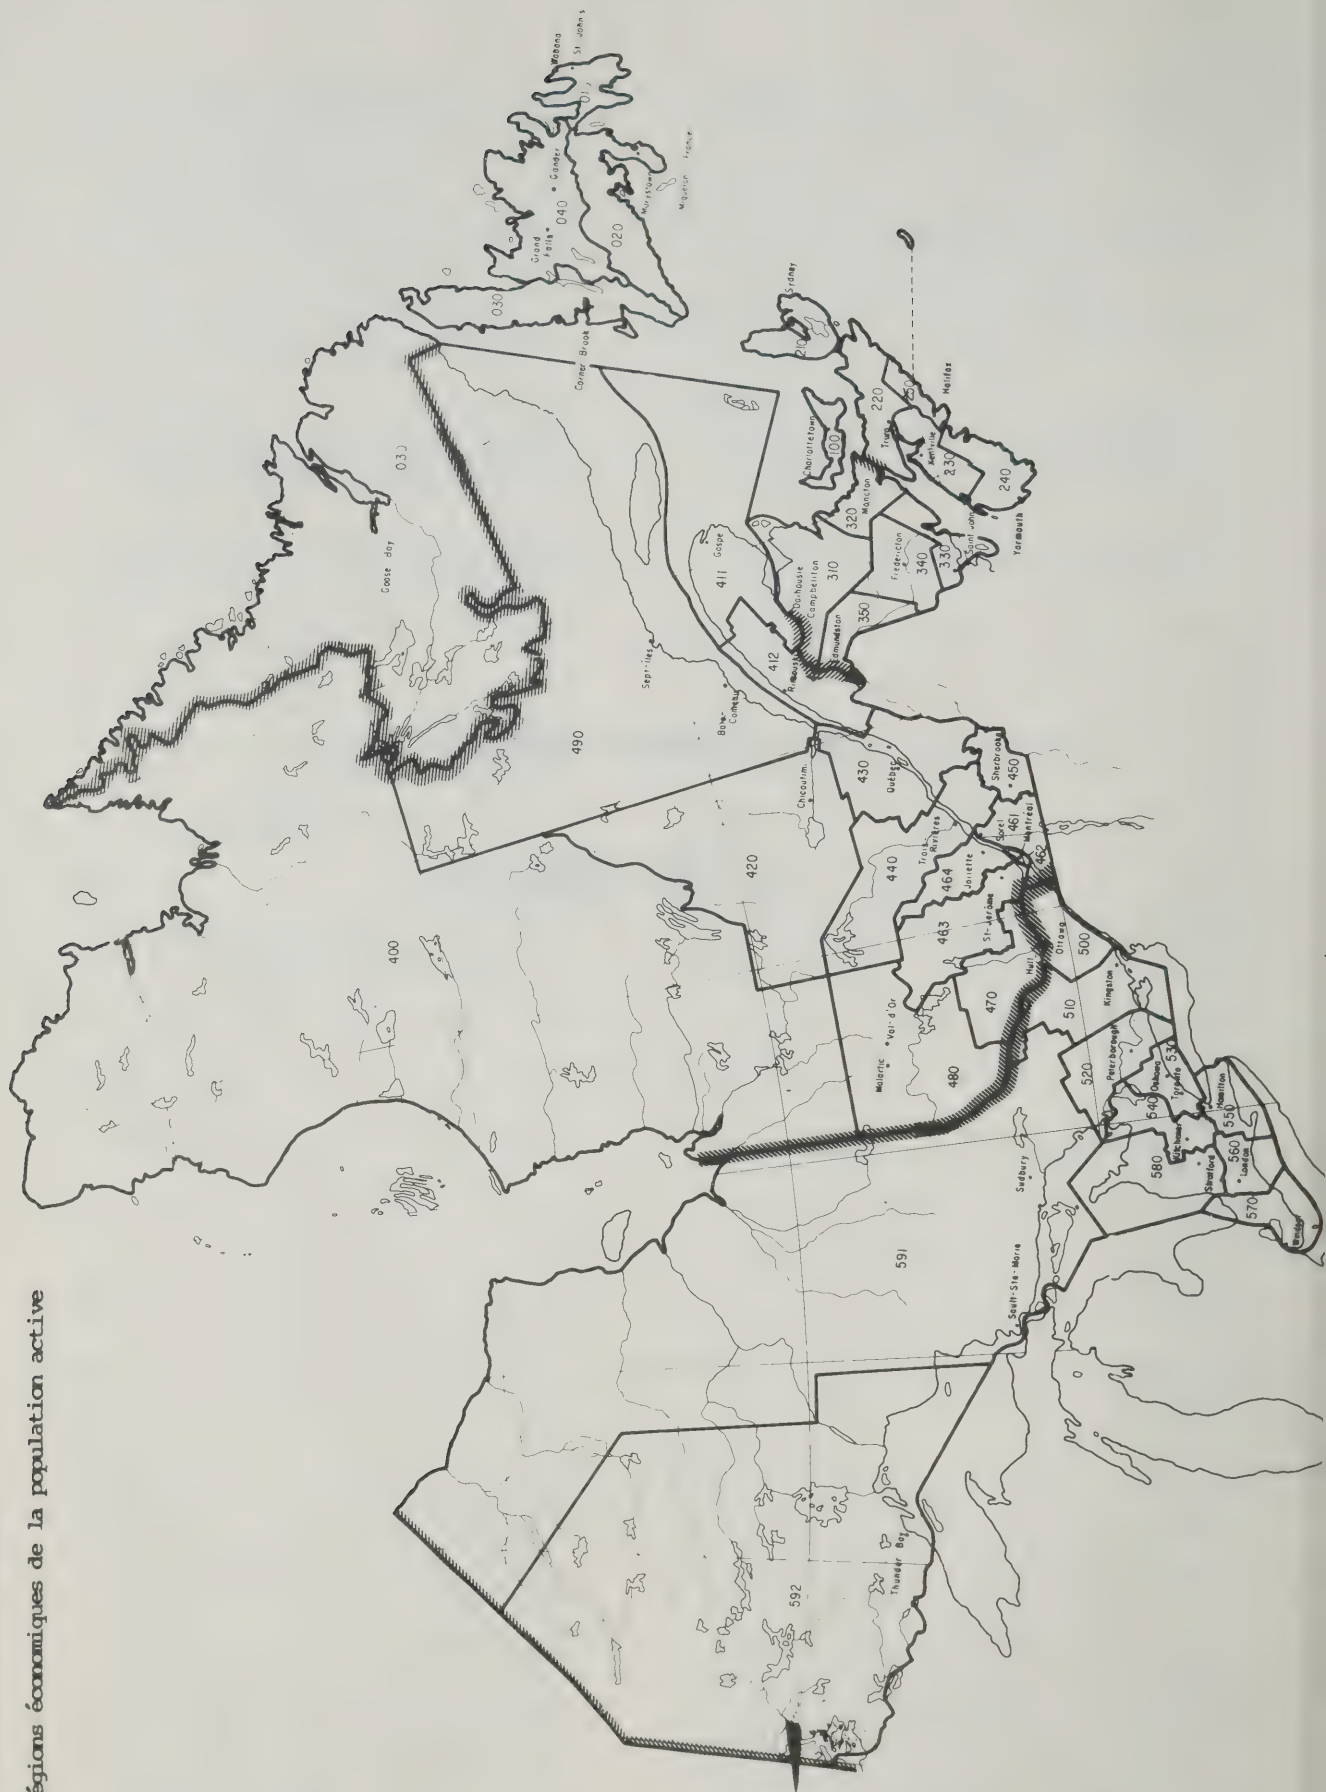 égions économiques de la population active
Wabana
St John's
01
Gander
040
Grand
Falls
020
Marystown
Miquelon France
030
Corner Brook
030
Goose Bay
Sydney
210
220
250
Halifax
Truro
Kentville
230
240
Yarmouth
Charlottetown
100
Moncton
320
310
Dalhousie
Campbellton
Fredericton
340
330
Saint John
350
Edmundston
411
Gaspé
412
Rimouski
Sept-Iles
Baie-
Comeau
490
400
420
Chicoutimi
430
Québec
Sherbrooke
450
440
Trois
Rivières
Sorel
461
Montréal
462
464
Joliette
463
St-Jérôme
Hull
Ottawa
500
470
510
Kingston
Malartic
Val-d'Or
480
520
Peterborough
530
Oshawa
540
Toronto
Hamilton
550
Kitchener
580
Stratford
560
London
570
Windsor
Sudbury
591
Sault-Ste-Marie
592
Thunder Bay